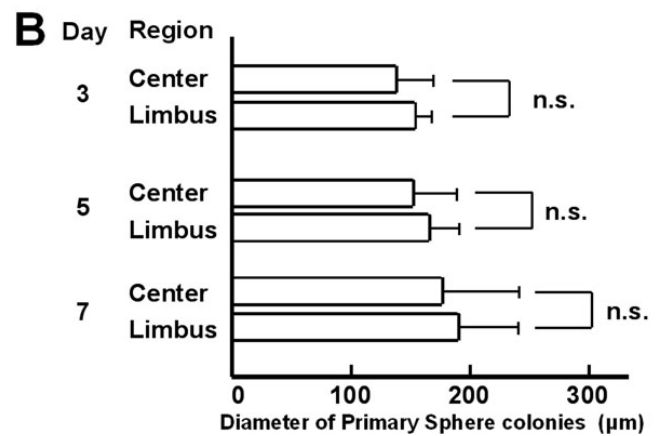 B Day Region
3
Center
Limbus
n.s.
5
Center
Limbus
n.s.
7
Center
Limbus
n.s.
0 100 200 300
Diameter of Primary Sphere colonies (μm)